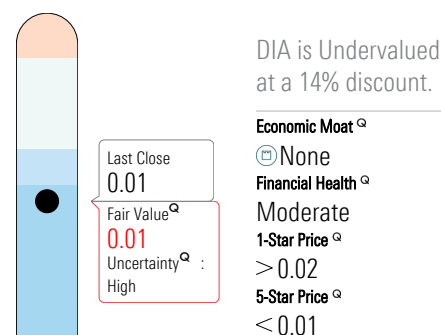 DIA is Undervalued
at a 14% discount.
Economic Moat Q
None
Financial Health Q
Moderate
1-Star Price Q
> 0.02
5-Star Price Q
< 0.01
Last Close
0.01
Fair Value Q
0.01
Uncertainty Q :
High